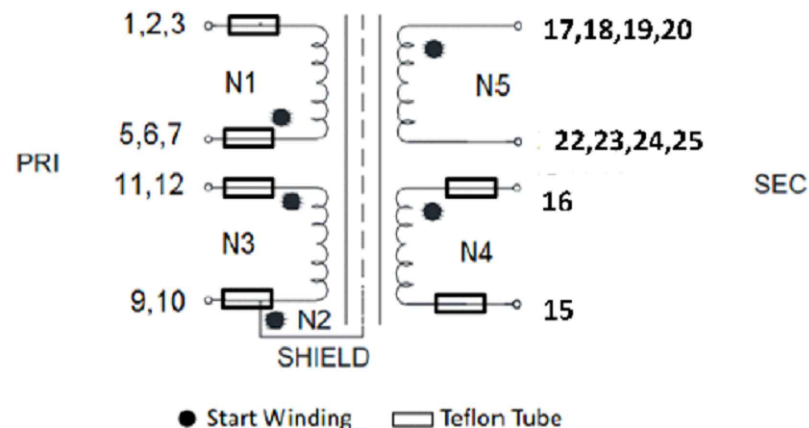 1,2,3
17,18,19,20
N1
N5
5,6,7
22,23,24,25
PRI
SEC
11,12
16
N3
N4
9,10
15
N2
SHIELD
Start Winding
Teflon Tube